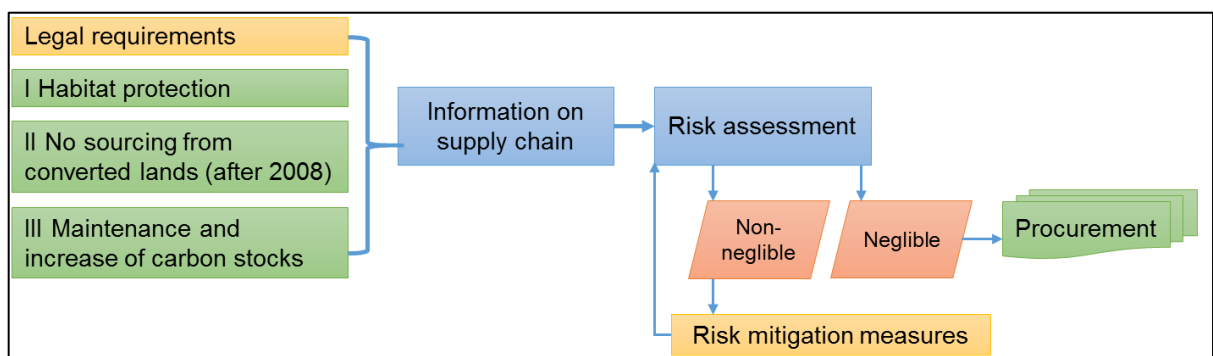 Legal requirements
I Habitat protection
II No sourcing from
converted lands (after 2008)
III Maintenance and
increase of carbon stocks
Information on
supply chain
Risk assessment
Non-
neglible
Neglible
Procurement
Risk mitigation measures